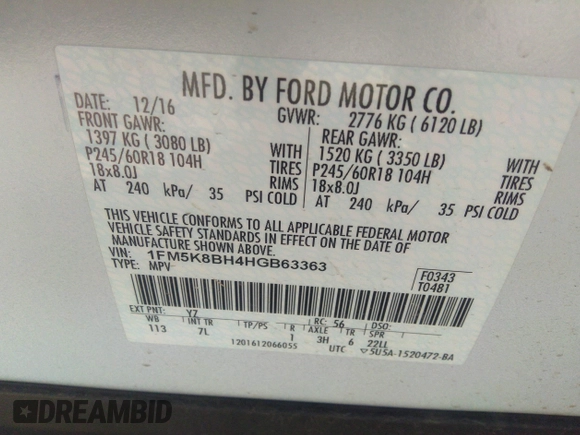 MFD. BY FORD MOTOR CO.
DATE: 12/16 GVWR: 2776 KG ( 6120 LB)
FRONT GAWR: REAR GAWR:
1397 KG ( 3080 LB) WITH 1520 KG ( 3350 LB) WITH
P245/60R18 104H TIRES P245/60R18 104H TIRES
18x8.0J RIMS 18x8.0J RIMS
AT 240 kPa/ 35 PSI COLD AT 240 kPa/ 35 PSI COLD
THIS VEHICLE CONFORMS TO ALL APPLICABLE FEDERAL MOTOR
VEHICLE SAFETY STANDARDS IN EFFECT ON THE DATE OF
MANUFACTURE SHOWN ABOVE.
VIN: 1FM5K8BH4HGB63363
TYPE: MPV
F0343
T0481
EXT PNT: YZ RC: 56 DSO:
WB INT TR TP/PS R AXLE TR SPR
113 7L 1 3H 6 22LL
1201612066055 UTC 5U5A-1520472-BA
DREAMBID